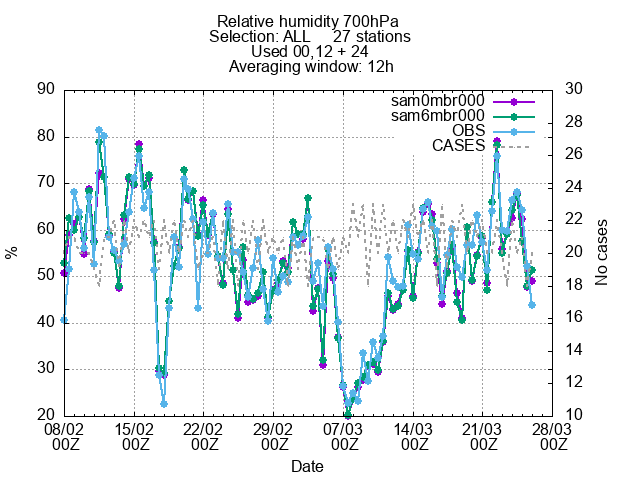 Relative humidity 700hPa
Selection: ALL 27 stations
Used 00,12 + 24
Averaging window: 12h
90 30
sam0mbr000
sam6mbr000
OBS
CASES
80 28
70 26
60 24
50 22
40 20
30 18
20 16
14
12
10
%
No cases
08/02 15/02 22/02 29/02 07/03 14/03 21/03 28/03
00Z 00Z 00Z 00Z 00Z 00Z 00Z 00Z
Date